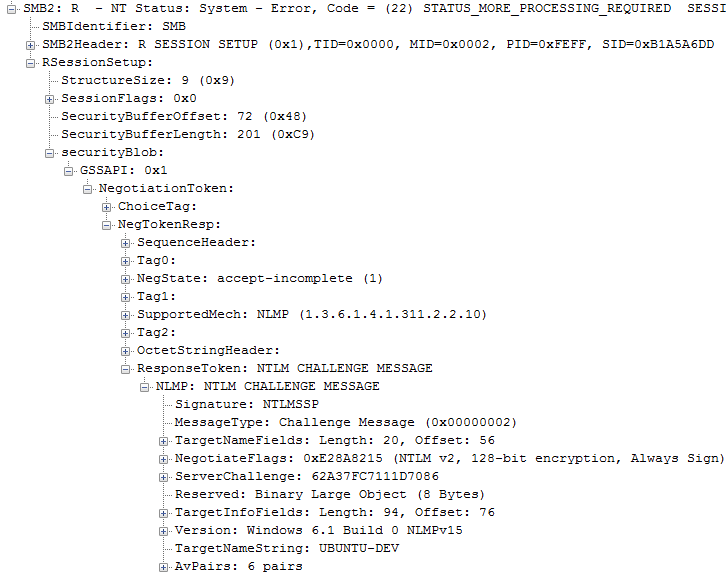 SMB2: R  - NT Status: System - Error, Code = (22) STATUS_MORE_PROCESSING_REQUIRED  SESSI
SMBIdentifier: SMB
SMB2Header: R SESSION SETUP (0x1),TID=0x0000, MID=0x0002, PID=0xFEFF, SID=0xB1A5A6DD
RSessionSetup:
StructureSize: 9 (0x9)
SessionFlags: 0x0
SecurityBufferOffset: 72 (0x48)
SecurityBufferLength: 201 (0xC9)
securityBlob:
GSSAPI: 0x1
NegotiationToken:
ChoiceTag:
NegTokenResp:
SequenceHeader:
Tag0:
NegState: accept-incomplete (1)
Tag1:
SupportedMech: NLMP (1.3.6.1.4.1.311.2.2.10)
Tag2:
OctetStringHeader:
ResponseToken: NTLM CHALLENGE MESSAGE
NLMP: NTLM CHALLENGE MESSAGE
Signature: NTLMSSP
MessageType: Challenge Message (0x00000002)
TargetNameFields: Length: 20, Offset: 56
NegotiateFlags: 0xE28A8215 (NTLM v2, 128-bit encryption, Always Sign)
ServerChallenge: 62A37FC7111D7086
Reserved: Binary Large Object (8 Bytes)
TargetInfoFields: Length: 94, Offset: 76
Version: Windows 6.1 Build 0 NLMPv15
TargetNameString: UBUNTU-DEV
AvPairs: 6 pairs